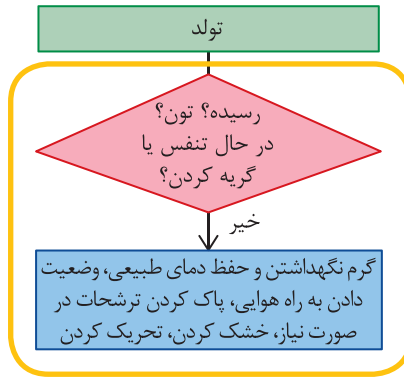 تولد
رسیده؟ تون؟
در حال تنفس یا
گریه کردن؟
خیر
گرم نگهداشتن و حفظ دمای طبیعی، وضعیت
دادن به راه هوایی، پاک کردن ترشحات در
صورت نیاز، خشک کردن، تحریک کردن